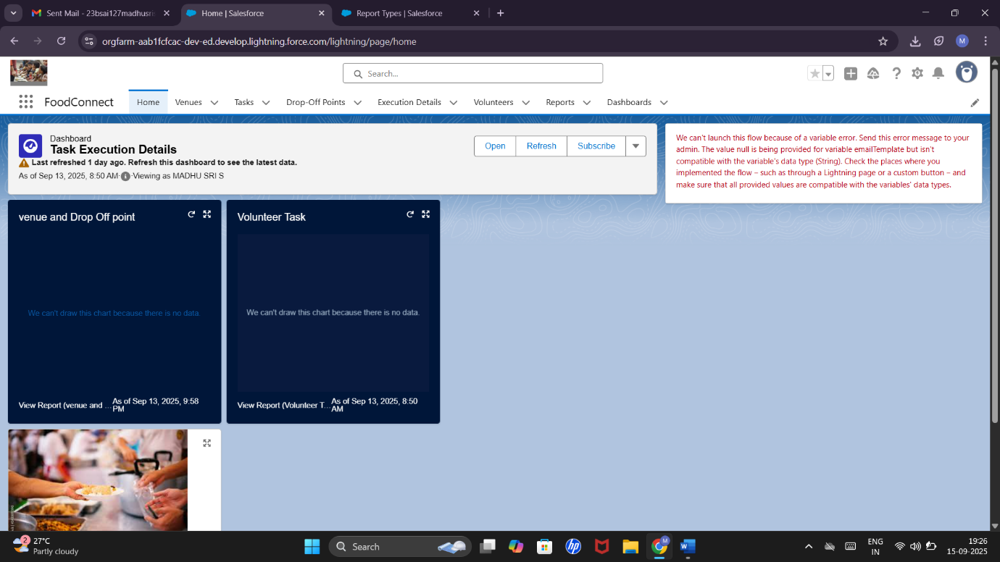 Sent Mail - 23bsai127madhusri
Home | Salesforce
Report Types | Salesforce
orgfarm-aab1fcfcac-dev-ed.develop.lightning.force.com/lightning/page/home
M
Search...
FoodConnect
Home
Venues
Tasks
Drop-Off Points
Execution Details
Volunteers
Reports
Dashboards
Dashboard
Task Execution Details
Last refreshed 1 day ago. Refresh this dashboard to see the latest data.
As of Sep 13, 2025, 8:50 AM·Viewing as MADHU SRI S
Open
Refresh
Subscribe
We can't launch this flow because of a variable error. Send this error message to your
admin. The value null is being provided for variable emailTemplate but isn't
compatible with the variable's data type (String). Check the places where you
implemented the flow – such as through a Lightning page or a custom button – and
make sure that all provided values are compatible with the variables' data types.
venue and Drop Off point
We can't draw this chart because there is no data.
View Report (venue and ...
As of Sep 13, 2025, 9:58
PM
Volunteer Task
We can't draw this chart because there is no data.
View Report (Volunteer T...
As of Sep 13, 2025, 8:50
AM
2
27°C
Partly cloudy
Search
M
ENG
IN
19:26
15-09-2025